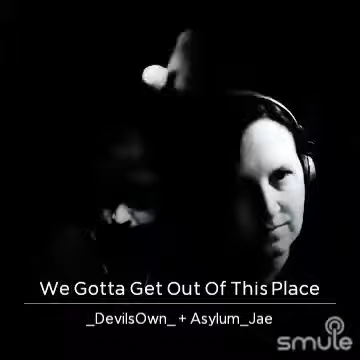 We Gotta Get Out Of This Place
_DevilsOwn_ + Asylum_Jae
smule